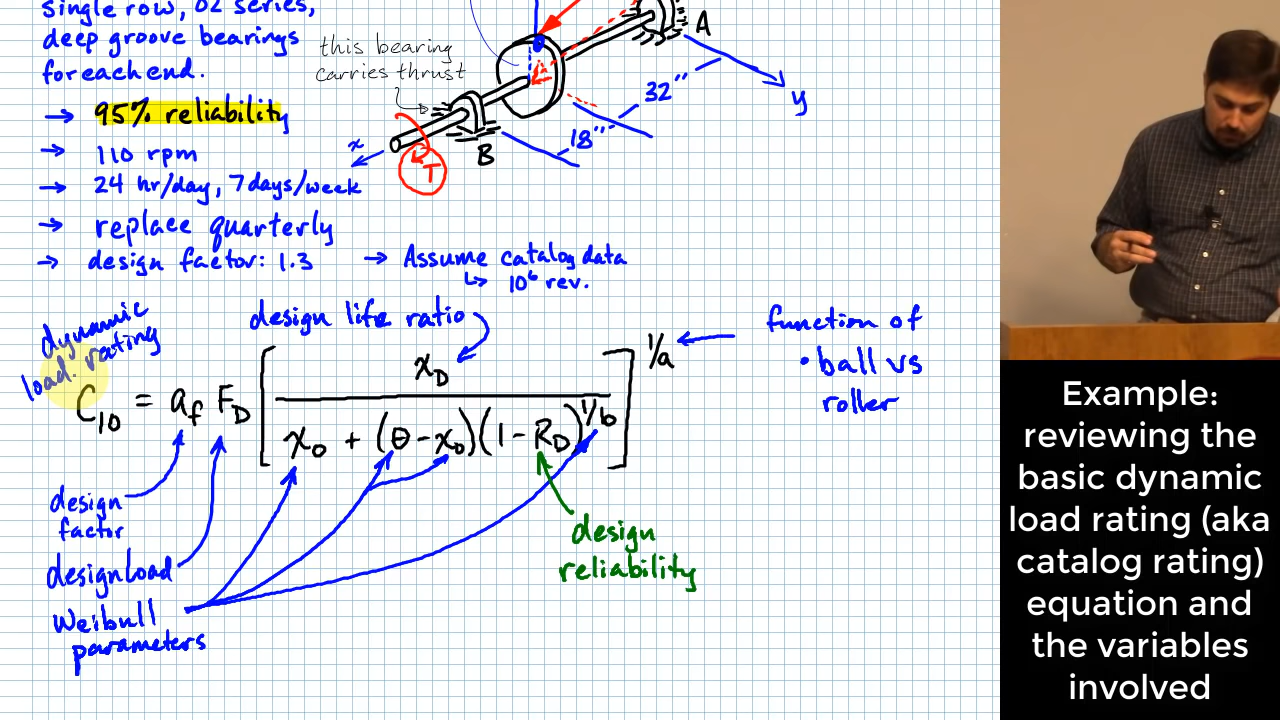 single row, 02 series,
deep groove bearings
for each end.
→ 95% reliability
→ 110 rpm
→ 24 hr/day, 7 days/week
→ replace quarterly
→ design factor: 1.3
→ Assume catalog data
↳ 10⁶ rev.
this bearing
carries thrust
A
32"
y
18"
B
x
T
dynamic
load rating
design life ratio
function of
• ball vs
roller
C₁₀ = a_f F_D [ x_D / ( x₀ + (θ - x₀)(1 - R_D)^{1/b} ) ]^{1/a}
design
factor
design load
Weibull
parameters
design
reliability
Example:
reviewing the
basic dynamic
load rating (aka
catalog rating)
equation and
the variables
involved